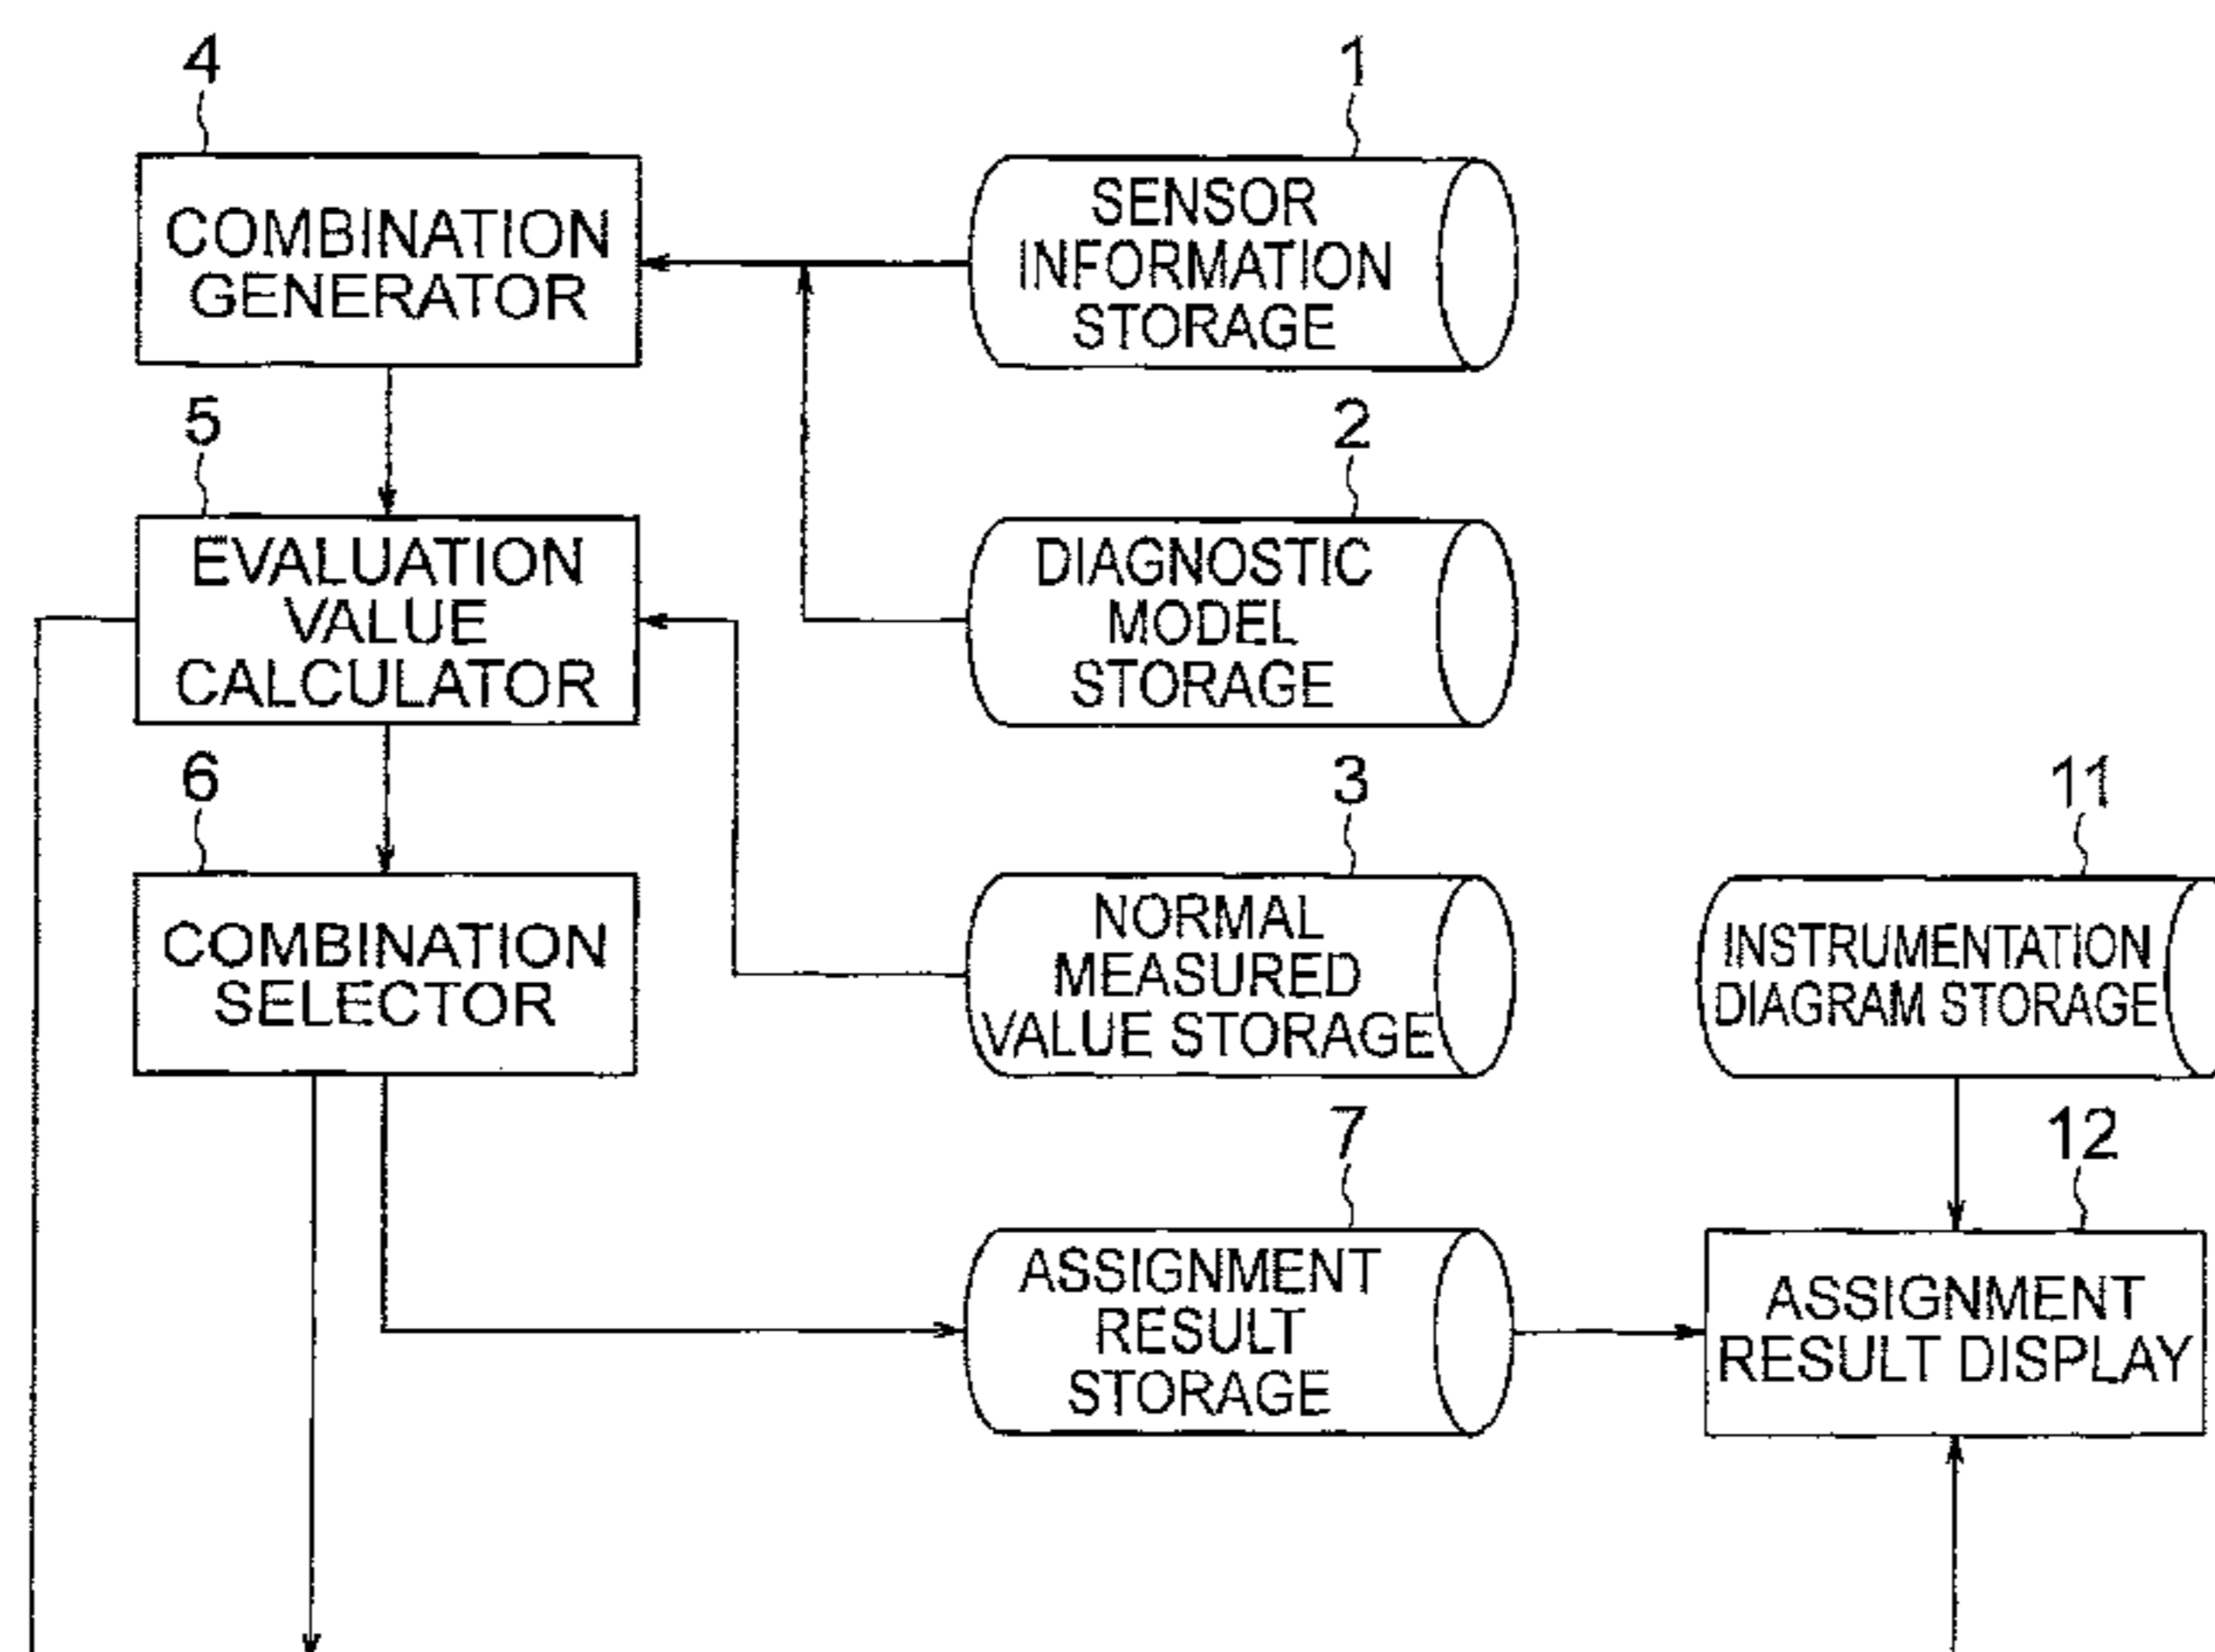 4
1
COMBINATION
GENERATOR
SENSOR
INFORMATION
STORAGE
5
2
EVALUATION
VALUE
CALCULATOR
DIAGNOSTIC
MODEL
STORAGE
6
3
11
COMBINATION
SELECTOR
NORMAL
MEASURED
VALUE STORAGE
INSTRUMENTATION
DIAGRAM STORAGE
7
12
ASSIGNMENT
RESULT
STORAGE
ASSIGNMENT
RESULT DISPLAY